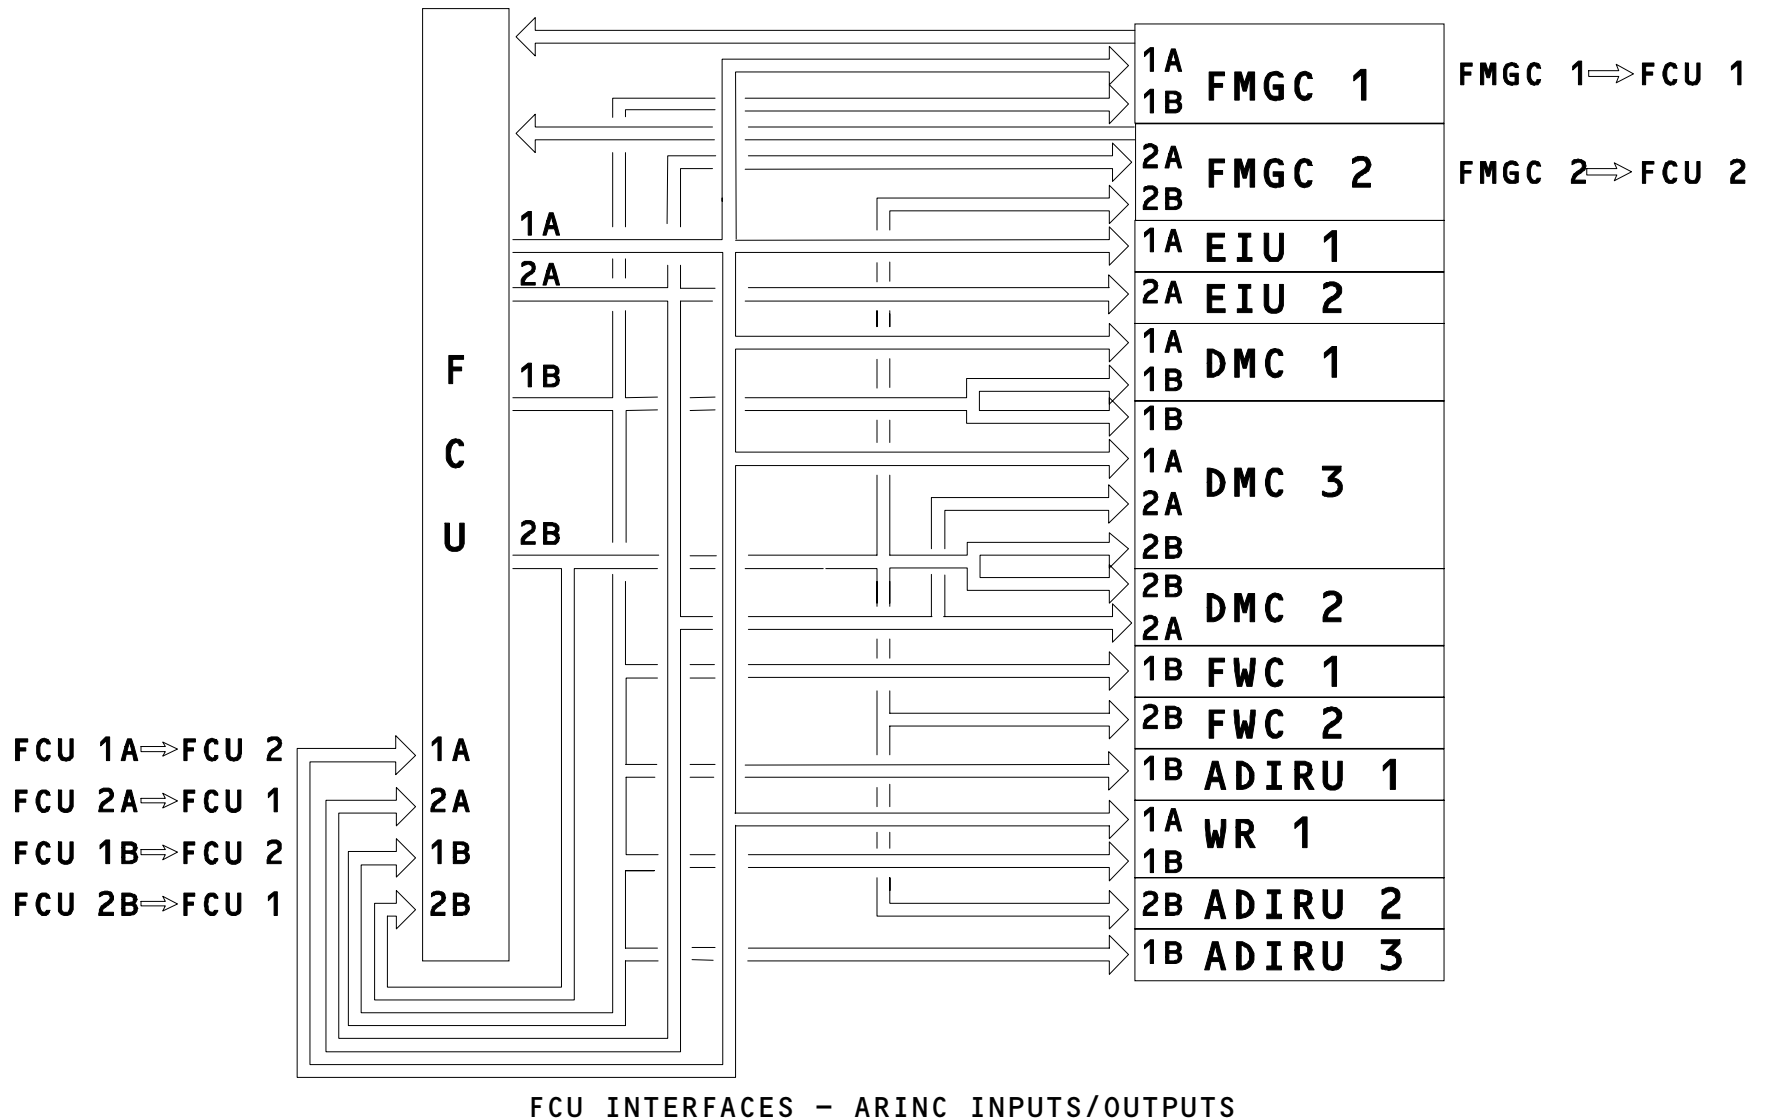 1A
FMGC 1
1B
FMGC 1⇒FCU 1
2A
FMGC 2
2B
FMGC 2⇒FCU 2
1A
2A
1B
2B
F
C
U
1A EIU 1
2A EIU 2
1A
DMC 1
1B
1B
1A
DMC 3
2A
2B
2B
DMC 2
2A
1B FWC 1
2B FWC 2
1B ADIRU 1
1A
WR 1
1B
2B ADIRU 2
1B ADIRU 3
FCU 1A⇒FCU 2
1A
FCU 2A⇒FCU 1
2A
FCU 1B⇒FCU 2
1B
FCU 2B⇒FCU 1
2B
FCU INTERFACES – ARINC INPUTS/OUTPUTS